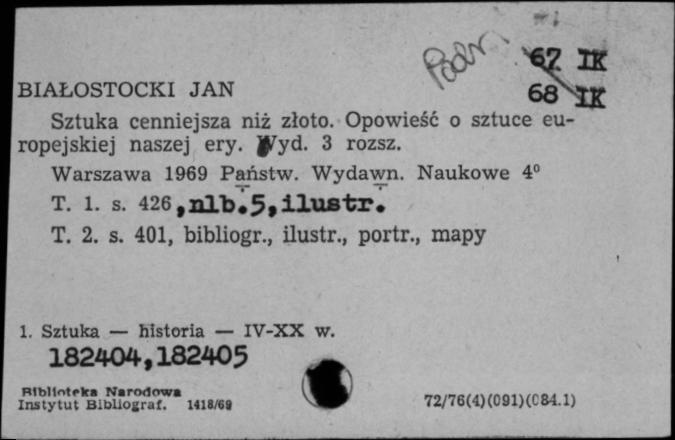 Podr.
67 IK
68 IK
BIAŁOSTOCKI JAN
Sztuka cenniejsza niż złoto. Opowieść o sztuce eu-
ropejskiej naszej ery. Wyd. 3 rozsz.
Warszawa 1969 Państw. Wydawn. Naukowe 4⁰
T. 1. s. 426,nlb.5,ilustr.
T. 2. s. 401, bibliogr., ilustr., portr., mapy
1. Sztuka — historia — IV-XX w.
182404,182405
Biblioteka Narodowa
Instytut Bibliograf. 1418/69
72/76(4)(091)(084.1)